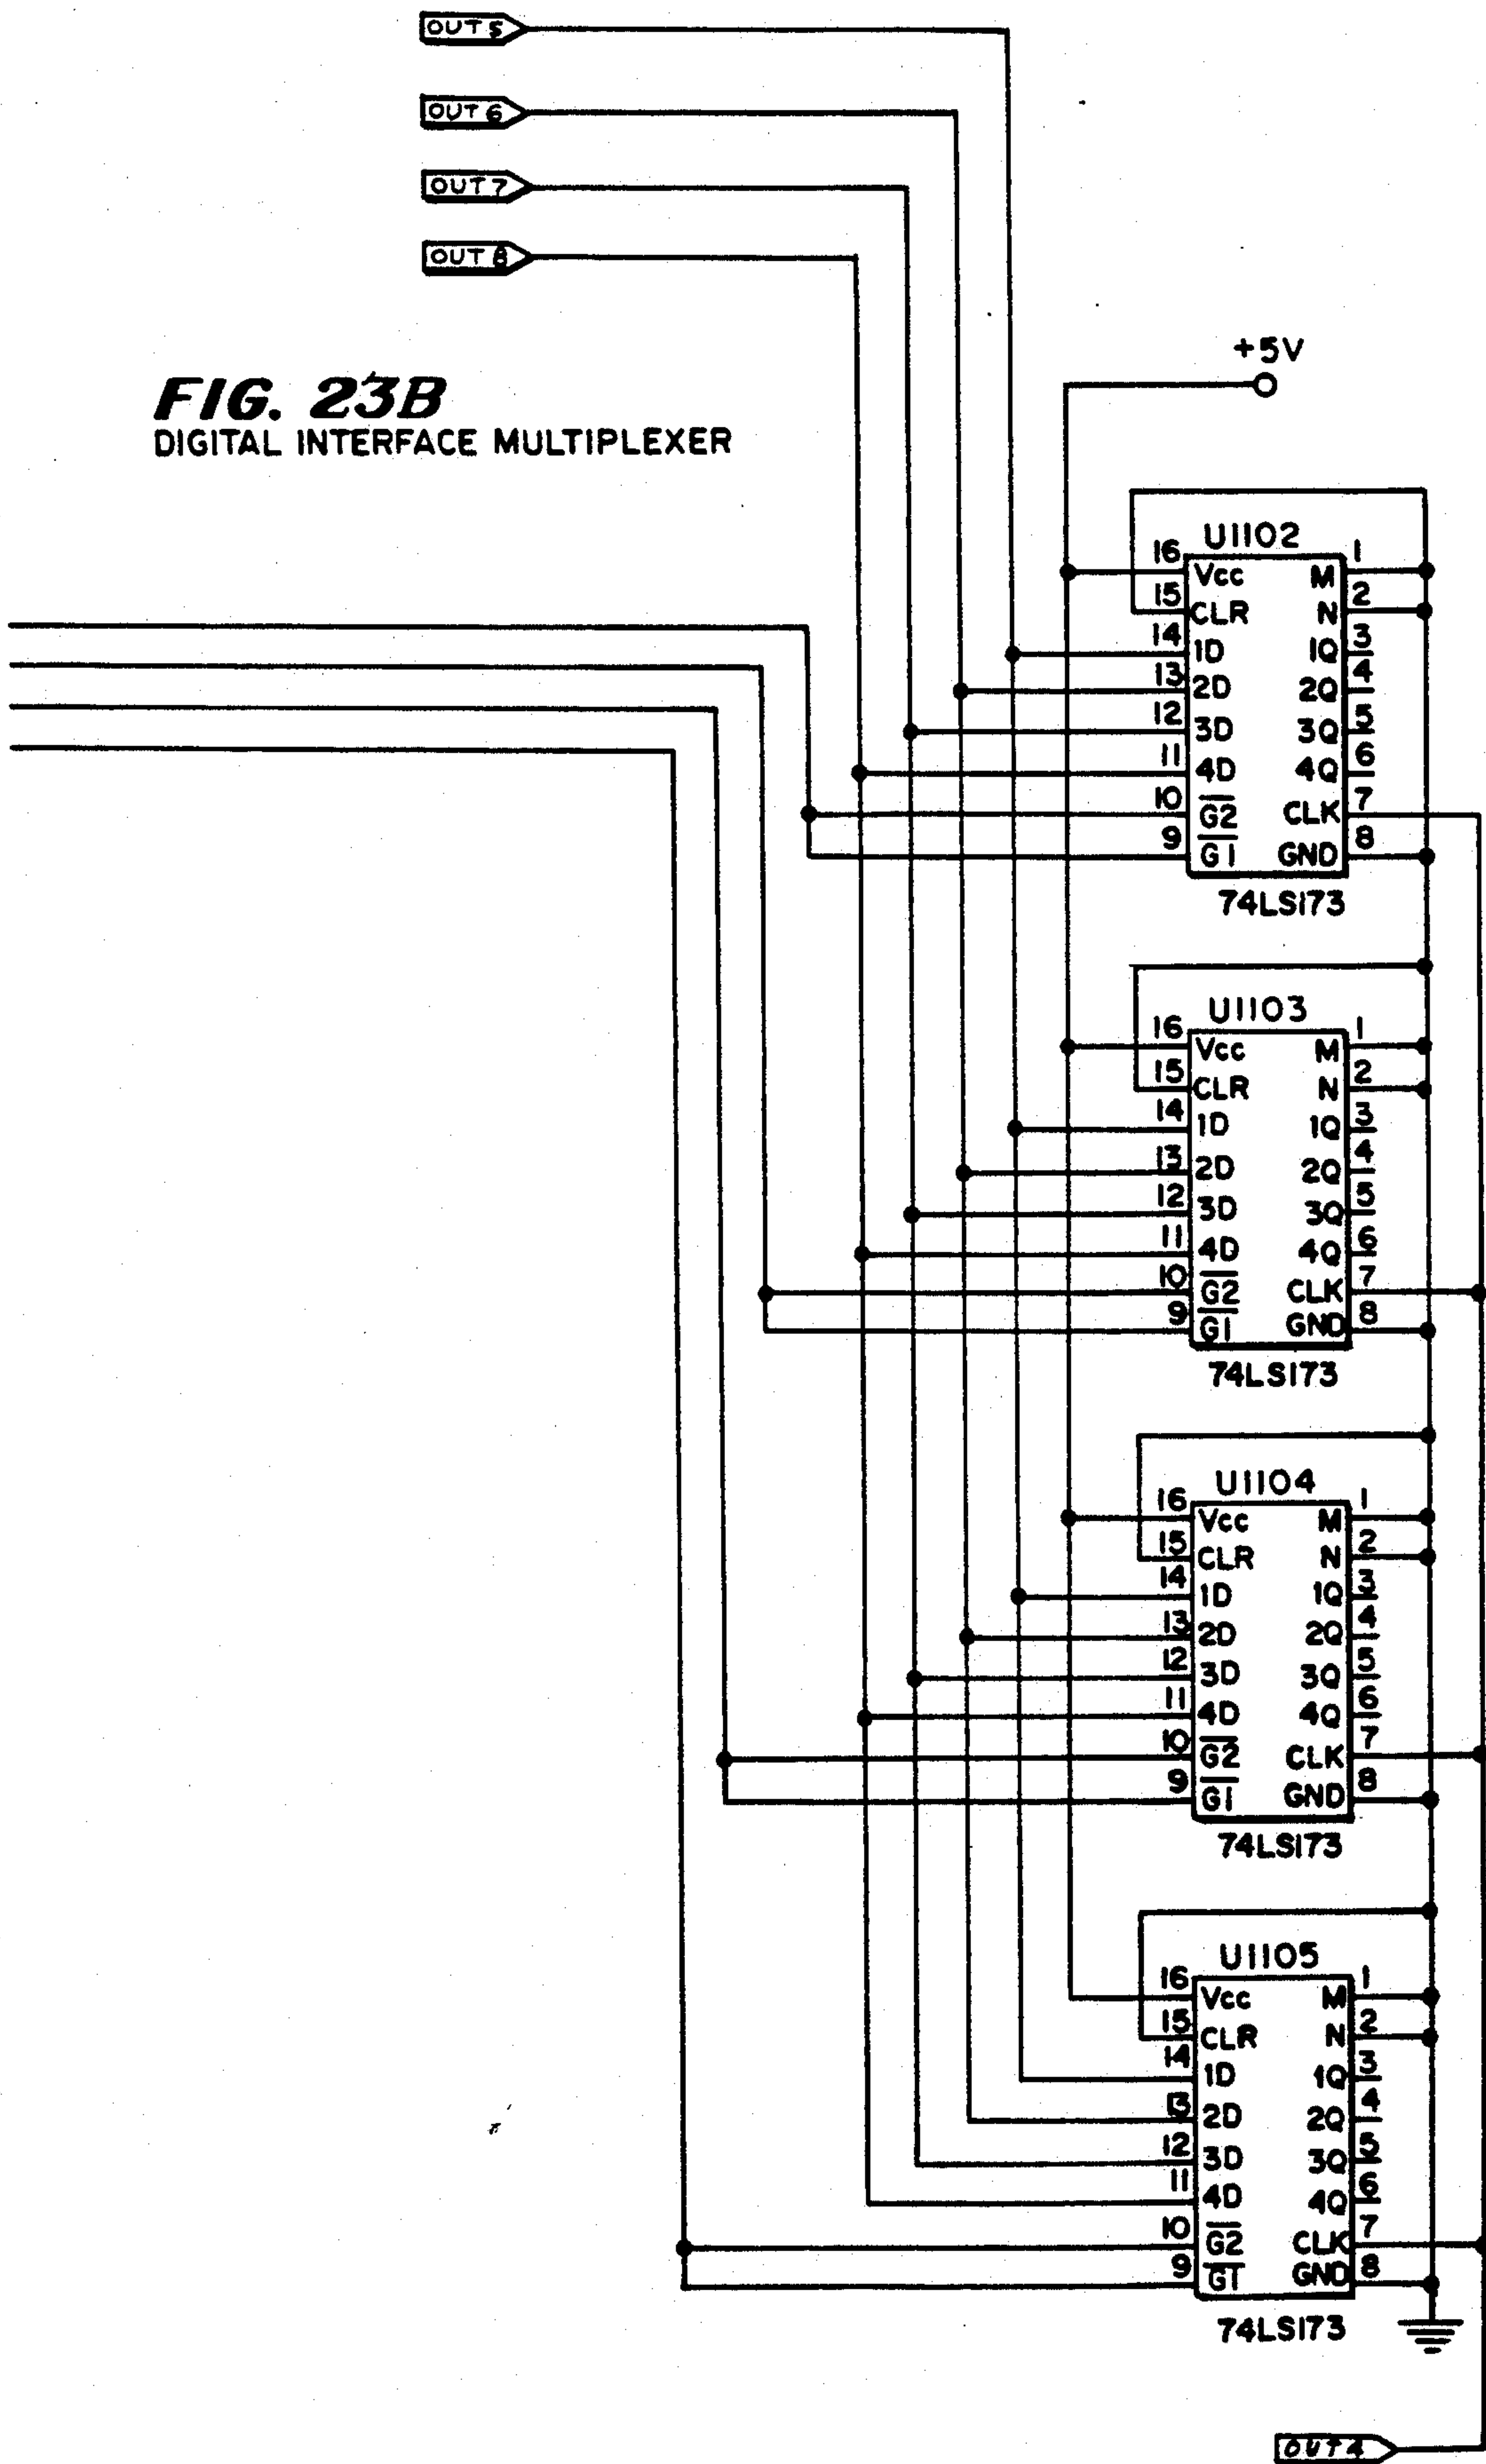 OUT 5
OUT 6
OUT 7
OUT 8
FIG. 23B
DIGITAL INTERFACE MULTIPLEXER
+5V
U1102
16 Vcc M 1
15 CLR N 2
14 1D 1Q 3
13 2D 2Q 4
12 3D 3Q 5
11 4D 4Q 6
10 G2 CLK 7
9 G1 GND 8
74LS173
U1103
16 Vcc M 1
15 CLR N 2
14 1D 1Q 3
13 2D 2Q 4
12 3D 3Q 5
11 4D 4Q 6
10 G2 CLK 7
9 G1 GND 8
74LS173
U1104
16 Vcc M 1
15 CLR N 2
14 1D 1Q 3
13 2D 2Q 4
12 3D 3Q 5
11 4D 4Q 6
10 G2 CLK 7
9 G1 GND 8
74LS173
U1105
16 Vcc M 1
15 CLR N 2
14 1D 1Q 3
13 2D 2Q 4
12 3D 3Q 5
11 4D 4Q 6
10 G2 CLK 7
9 G1 GND 8
74LS173
OUT 4